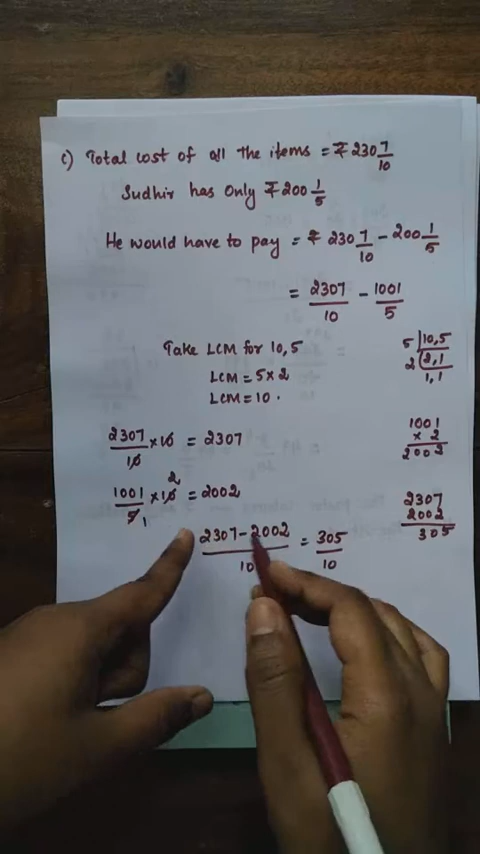 c) Total cost of all the items = ₹ 230 7/10
Sudhir has only ₹ 200 1/5
He would have to pay = ₹ 230 7/10 - 200 1/5
= 2307/10 - 1001/5
Take LCM for 10,5
LCM = 5 x 2
LCM = 10.
5 | 10,5
2 | 2,1
1,1
2307/10 x 10 = 2307
1001
x 2
2002
1001/5 1 x 10 2 = 2002
2307
2002
305
2307-2002/10 = 305/10